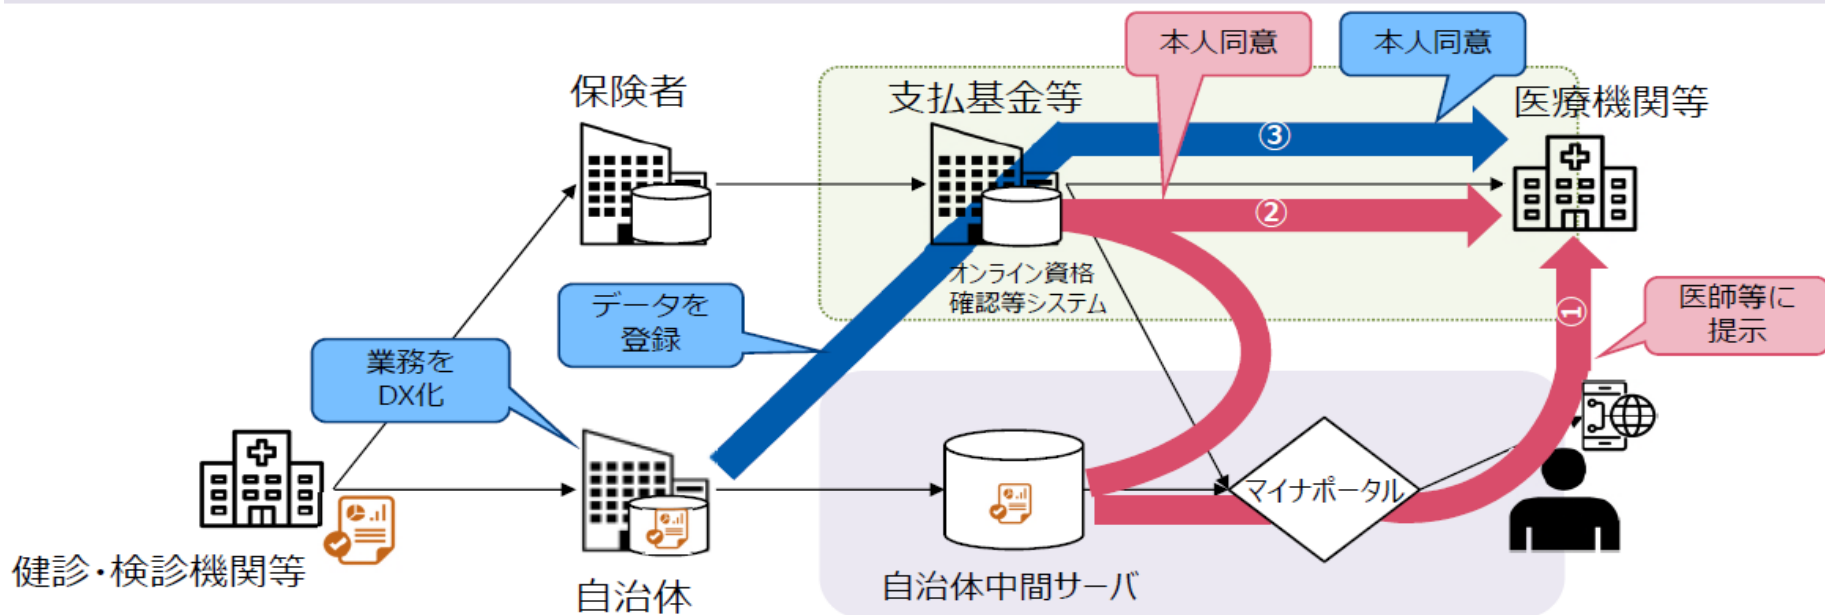 本人同意
本人同意
保険者
支払基金等
医療機関等
③
②
オンライン資格
確認等システム
データを
登録
①
医師等に
提示
業務を
DX化
マイナポータル
健診・検診機関等
自治体
自治体中間サーバ